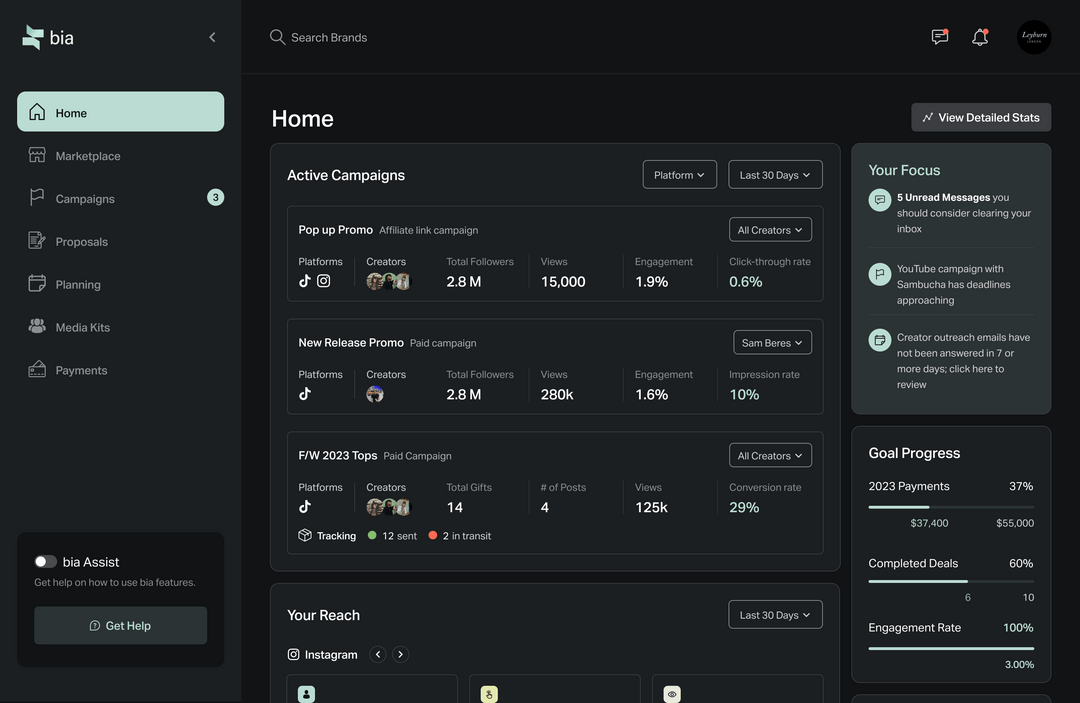 bia
Search Brands
Leyburn
LONDON
Home
Marketplace
Campaigns 3
Proposals
Planning
Media Kits
Payments
bia Assist
Get help on how to use bia features.
Get Help
Home
View Detailed Stats
Active Campaigns
Platform
Last 30 Days
Pop up Promo Affiliate link campaign
All Creators
Platforms Creators Total Followers Views Engagement Click-through rate
2.8 M 15,000 1.9% 0.6%
New Release Promo Paid campaign
Sam Beres
Platforms Creators Total Followers Views Engagement Impression rate
2.8 M 280k 1.6% 10%
F/W 2023 Tops Paid Campaign
All Creators
Platforms Creators Total Gifts # of Posts Views Conversion rate
14 4 125k 29%
Tracking 12 sent 2 in transit
Your Reach
Last 30 Days
Instagram
Your Focus
5 Unread Messages you
should consider clearing your
inbox
YouTube campaign with
Sambucha has deadlines
approaching
Creator outreach emails have
not been answered in 7 or
more days; click here to
review
Goal Progress
2023 Payments 37%
$37,400 $55,000
Completed Deals 60%
6 10
Engagement Rate 100%
3.00%